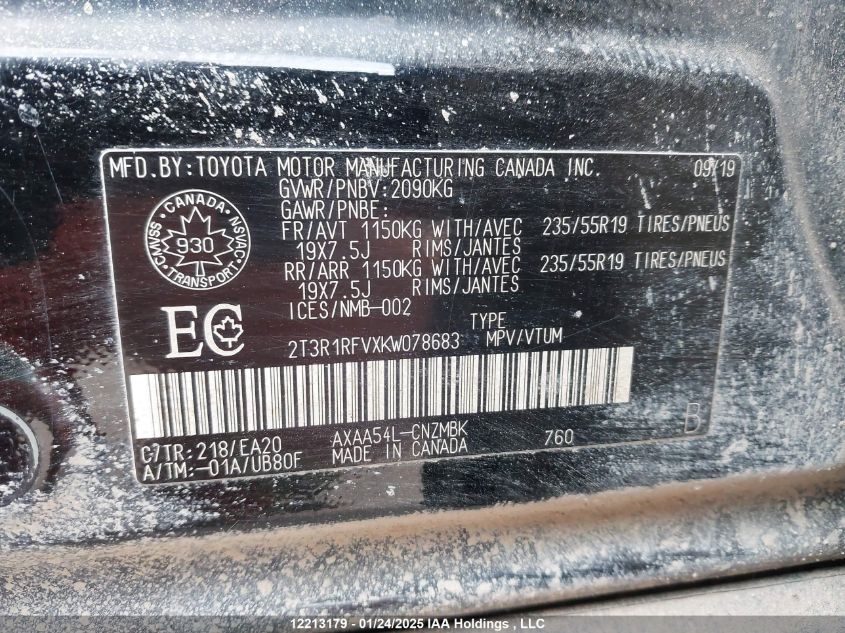 MFD.BY:TOYOTA MOTOR MANUFACTURING CANADA INC. 09/19
GVWR/PNBV:2090KG
GAWR/PNBE:
FR/AVT 1150KG WITH/AVEC 235/55R19 TIRES/PNEUS
19X7.5J RIMS/JANTES
RR/ARR 1150KG WITH/AVEC 235/55R19 TIRES/PNEUS
19X7.5J RIMS/JANTES
ICES/NMB-002
CANADA
CMVSS
930
NSVAC
TRANSPORT
EC
2T3R1RFVXKW078683
TYPE
MPV/VTUM
C7TR:218/EA20 AXAA54L-CNZMBK 760 B
A/TM:-01A/UB80F MADE IN CANADA
12213179 - 01/24/2025 IAA Holdings , LLC